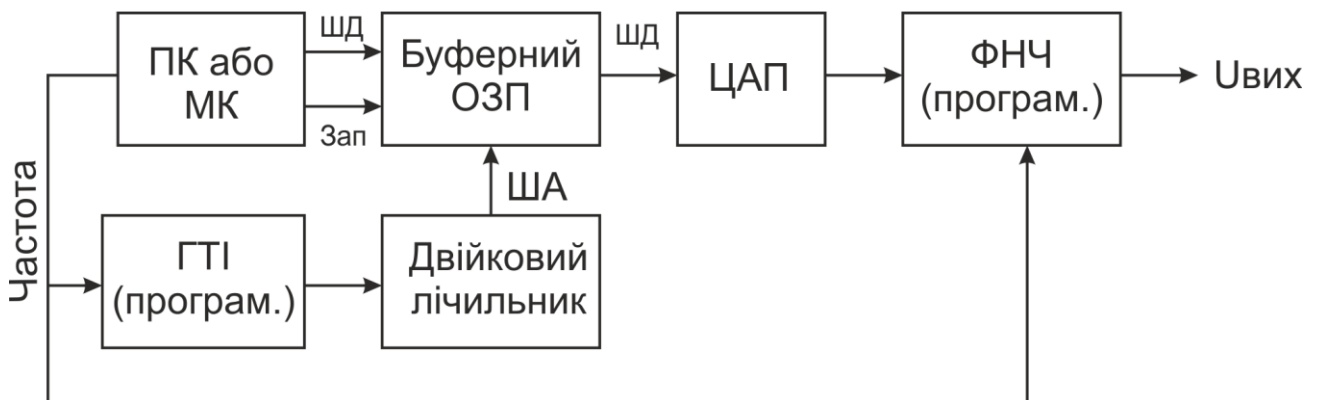 ПК або
МК
ШД
Зап
Буферний
ОЗП
ШД
ЦАП
ФНЧ
(програм.)
Uвих
Частота
ША
ГТІ
(програм.)
Двійковий
лічильник